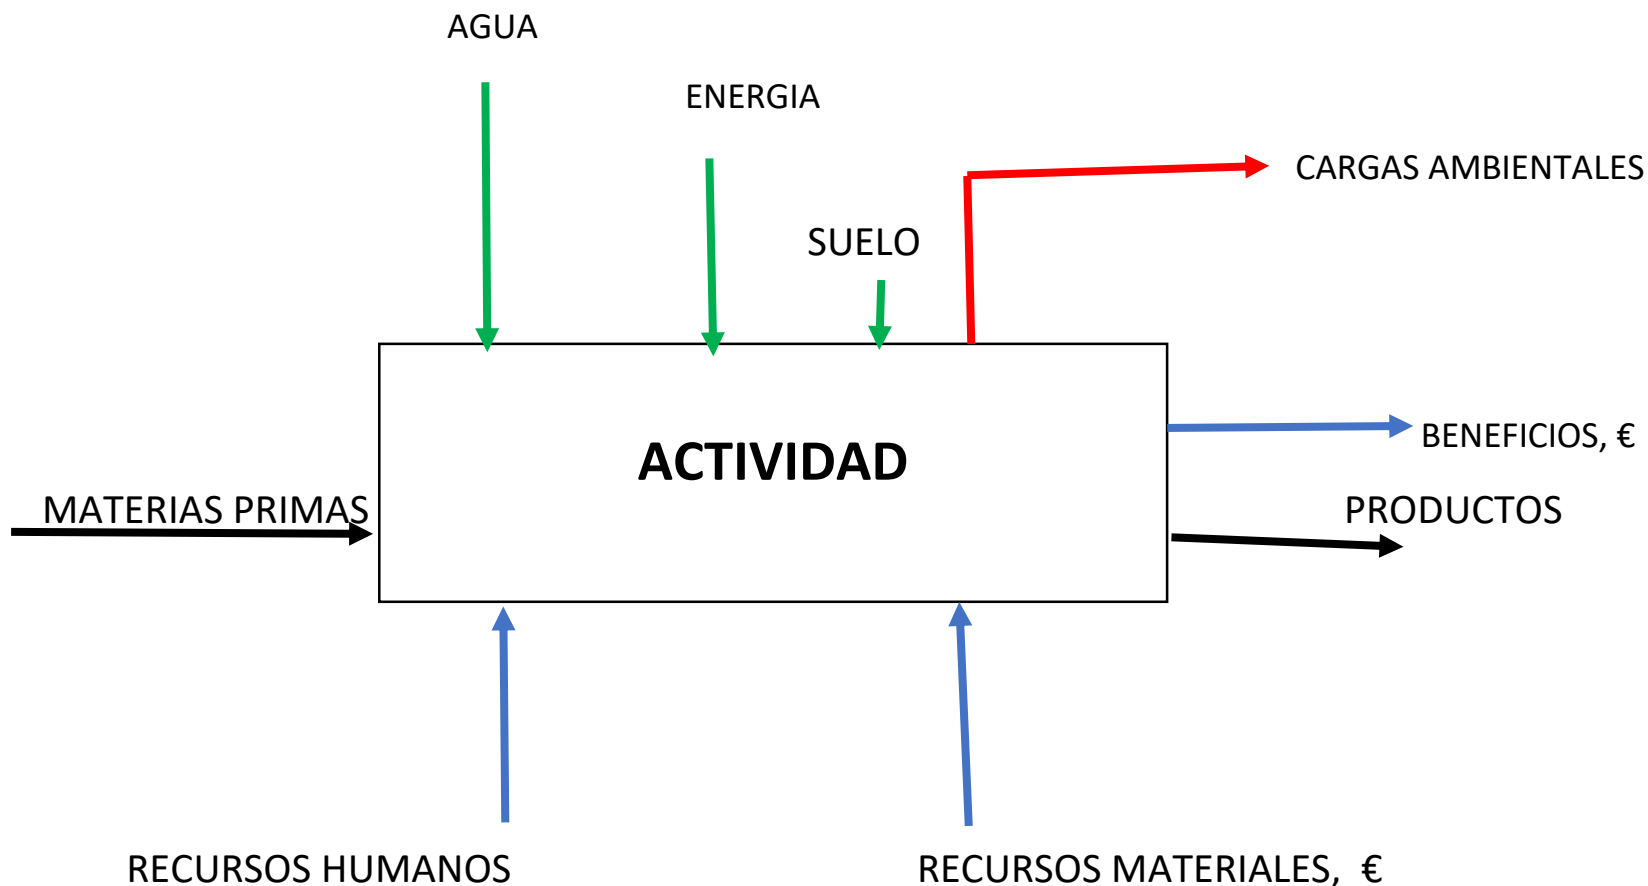 AGUA
ENERGIA
CARGAS AMBIENTALES
SUELO
ACTIVIDAD
BENEFICIOS, €
MATERIAS PRIMAS
PRODUCTOS
RECURSOS HUMANOS
RECURSOS MATERIALES, €